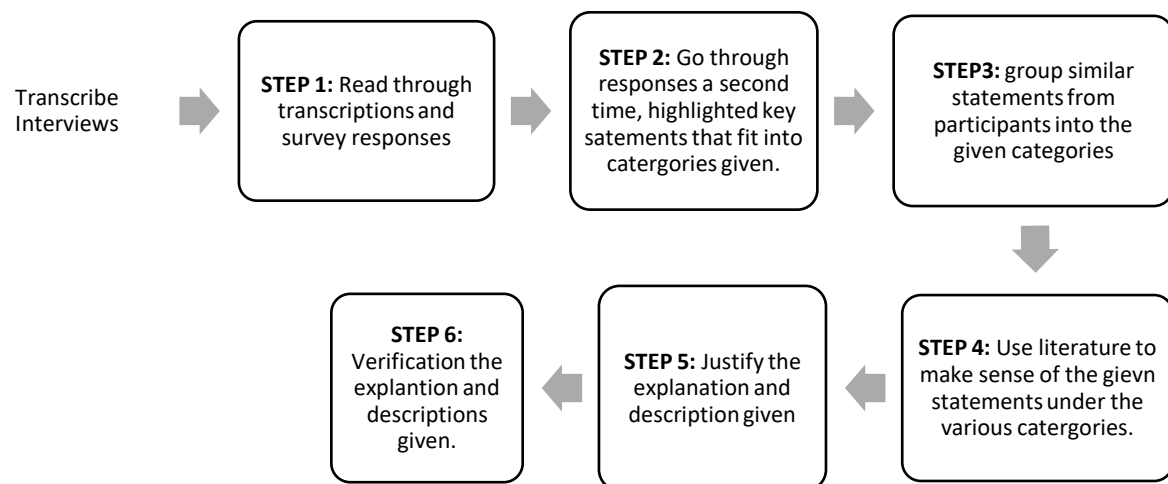 Transcribe
Interviews
STEP 1: Read through
transcriptions and
survey responses
STEP 2: Go through
responses a second
time, highlighted key
satements that fit into
catergories given.
STEP3: group similar
statements from
participants into the
given categories
STEP 4: Use literature to
make sense of the gievn
statements under the
various catergories.
STEP 5: Justify the
explanation and
description given
STEP 6:
Verification the
explantion and
descriptions
given.